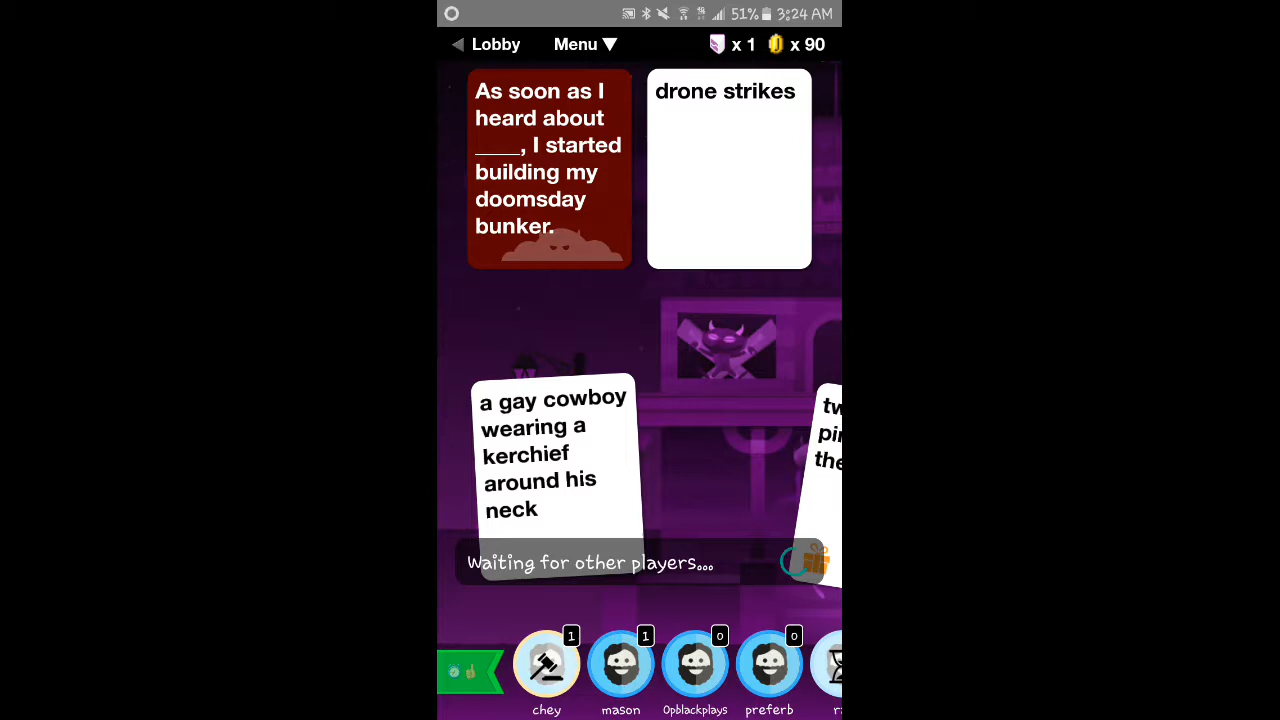 51% 3:24 AM
Lobby Menu ▼ x 1 x 90
As soon as I
heard about
____, I started
building my
doomsday
bunker.
drone strikes
a gay cowboy
wearing a
kerchief
around his
neck
the
Waiting for other players...
1 1 0 0
chey mason Opblackplays preferb